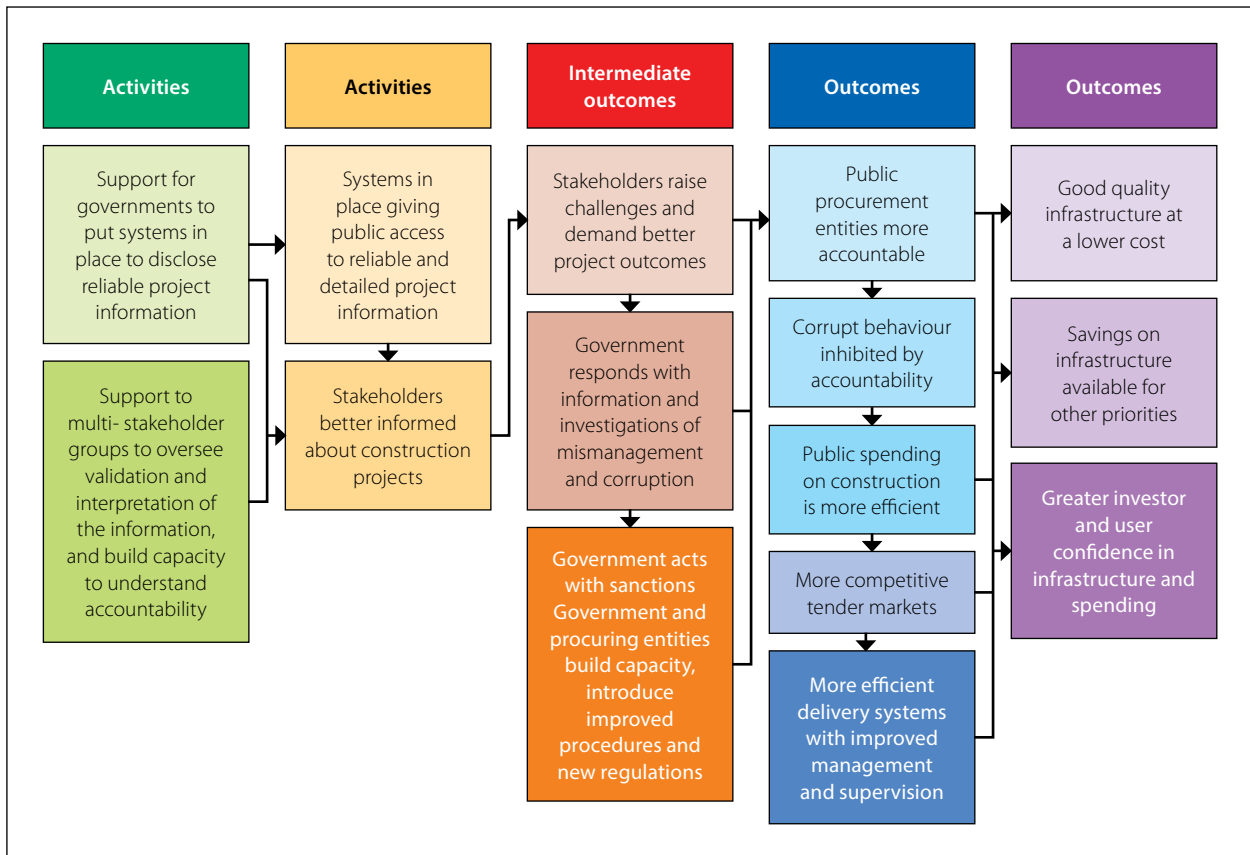 Activities
Activities
Intermediate
outcomes
Outcomes
Outcomes
Support for
governments to
put systems in
place to disclose
reliable project
information
Support to
multi- stakeholder
groups to oversee
validation and
interpretation of
the information,
and build capacity
to understand
accountability
Systems in
place giving
public access
to reliable and
detailed project
information
Stakeholders
better informed
about construction
projects
Stakeholders raise
challenges and
demand better
project outcomes
Government
responds with
information and
investigations of
mismanagement
and corruption
Government acts
with sanctions
Government and
procuring entities
build capacity,
introduce
improved
procedures and
new regulations
Public
procurement
entities more
accountable
Corrupt behaviour
inhibited by
accountability
Public spending
on construction
is more efficient
More competitive
tender markets
More efficient
delivery systems
with improved
management
and supervision
Good quality
infrastructure at
a lower cost
Savings on
infrastructure
available for
other priorities
Greater investor
and user
confidence in
infrastructure and
spending